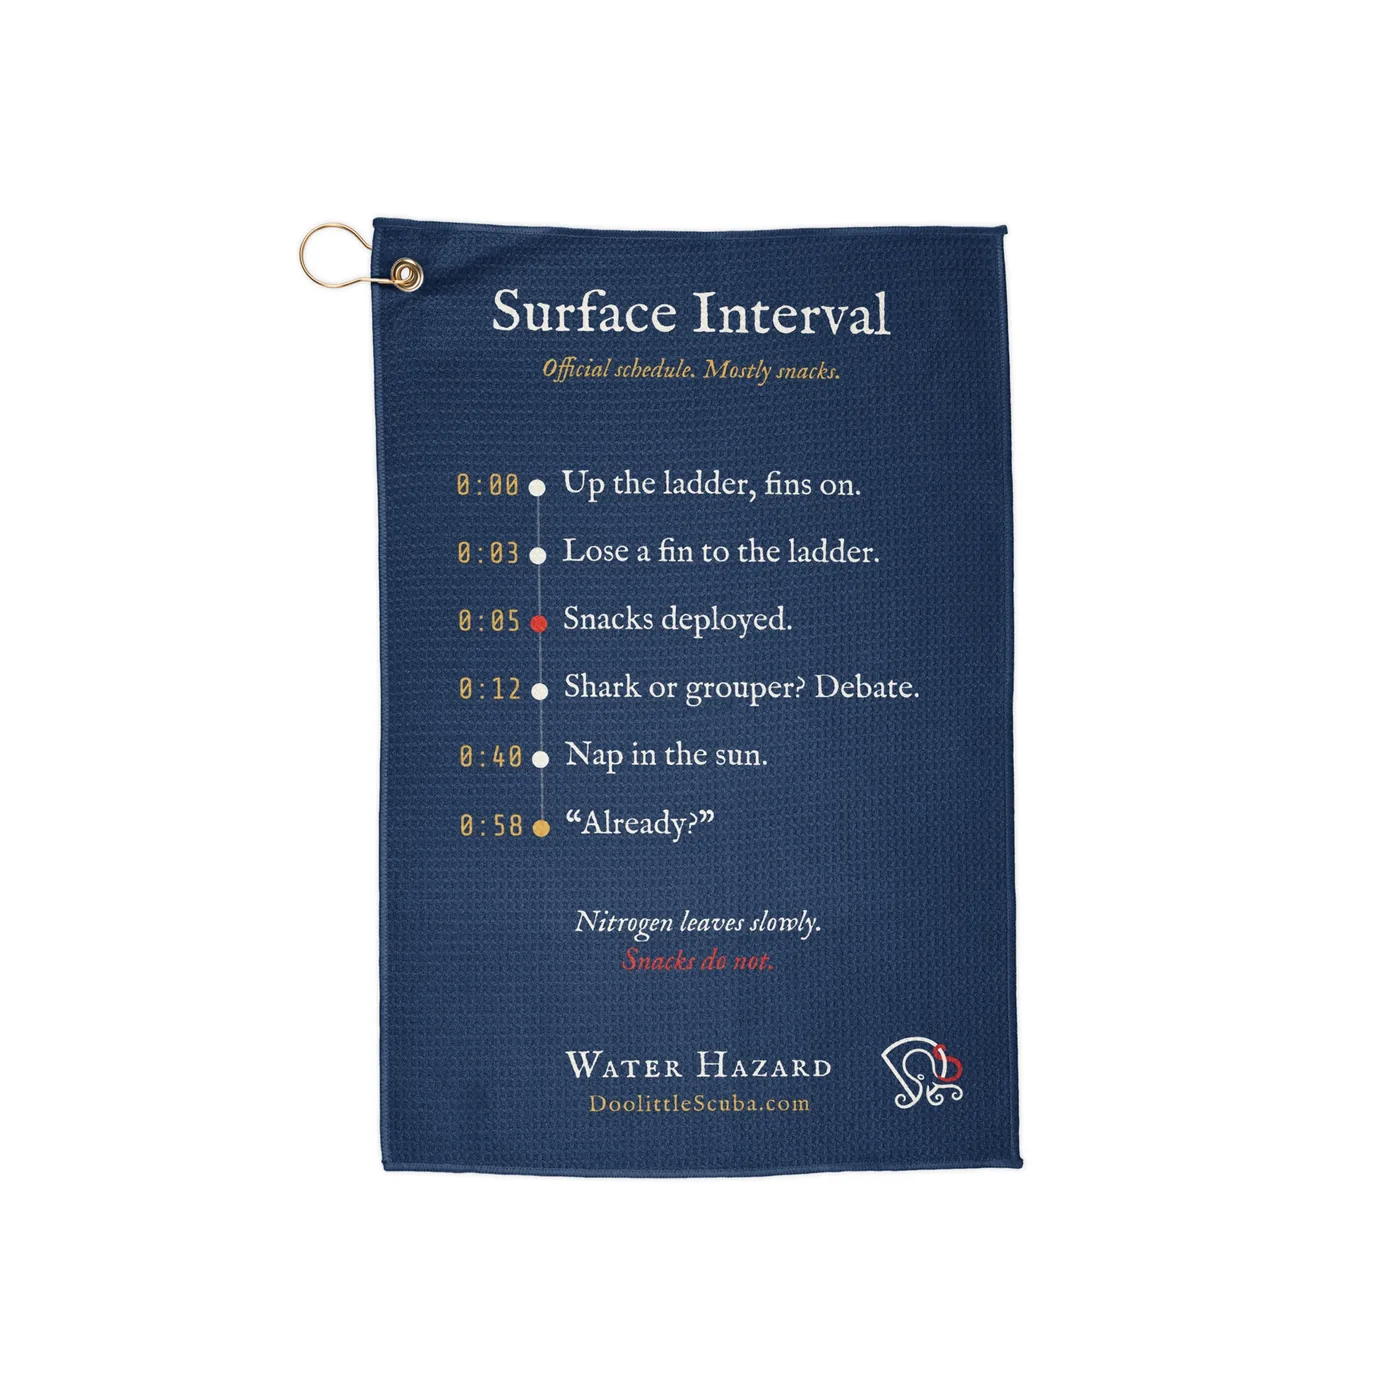 Surface Interval
Official schedule. Mostly snacks.
0:00 Up the ladder, fins on.
0:03 Lose a fin to the ladder.
0:05 Snacks deployed.
0:12 Shark or grouper? Debate.
0:40 Nap in the sun.
0:58 “Already?”
Nitrogen leaves slowly.
Snacks do not.
Water Hazard
DoolittleScuba.com